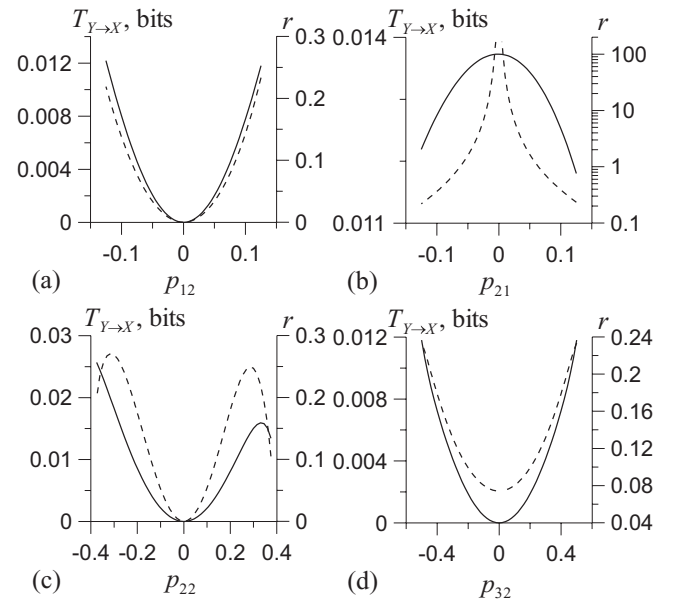 T_{Y→X}, bits r
0.012
0.008
0.004
0
0.3
0.2
0.1
0
-0.1 0 0.1
(a) p_{12}
T_{Y→X}, bits r
0.014
0.011
100
10
1
0.1
-0.1 0 0.1
(b) p_{21}
T_{Y→X}, bits r
0.03
0.02
0.01
0
0.3
0.2
0.1
0
-0.4 -0.2 0 0.2 0.4
(c) p_{22}
T_{Y→X}, bits r
0.012
0.008
0.004
0
0.24
0.20
0.16
0.12
0.08
0.04
-0.4 0 0.4
(d) p_{32}